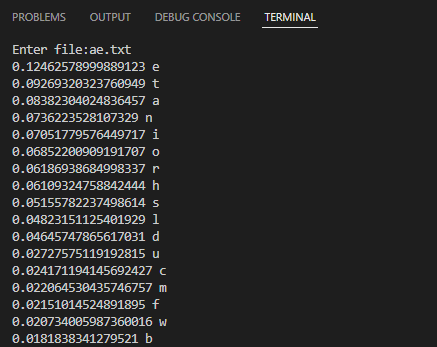 PROBLEMS OUTPUT DEBUG CONSOLE TERMINAL
Enter file:ae.txt
0.12462578999889123 e
0.09269320323760949 t
0.08382304024836457 a
0.0736223528107329 n
0.07051779576449717 i
0.06852200909191707 o
0.06186938684998337 r
0.06109324758842444 h
0.05155782237498614 s
0.04823151125401929 l
0.04645747865617031 d
0.02727575119192815 u
0.024171194145692427 c
0.022064530435746757 m
0.02151014524891895 f
0.020734005987360016 w
0.0181838341279521 b